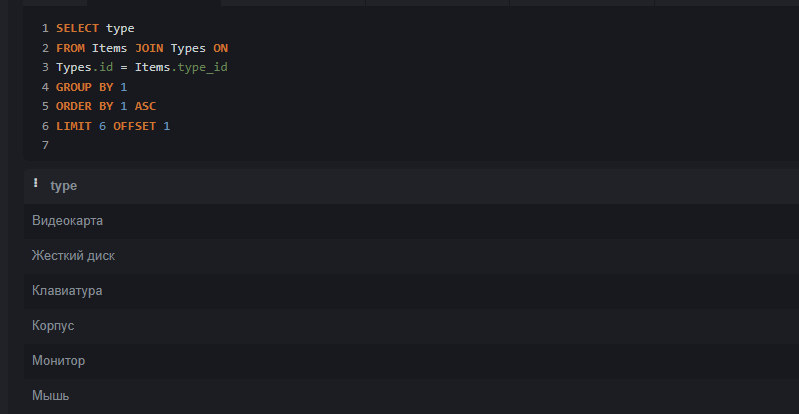 1 SELECT type
2 FROM Items JOIN Types ON
3 Types.id = Items.type_id
4 GROUP BY 1
5 ORDER BY 1 ASC
6 LIMIT 6 OFFSET 1
7
type
Видеокарта
Жесткий диск
Клавиатура
Корпус
Монитор
Мышь